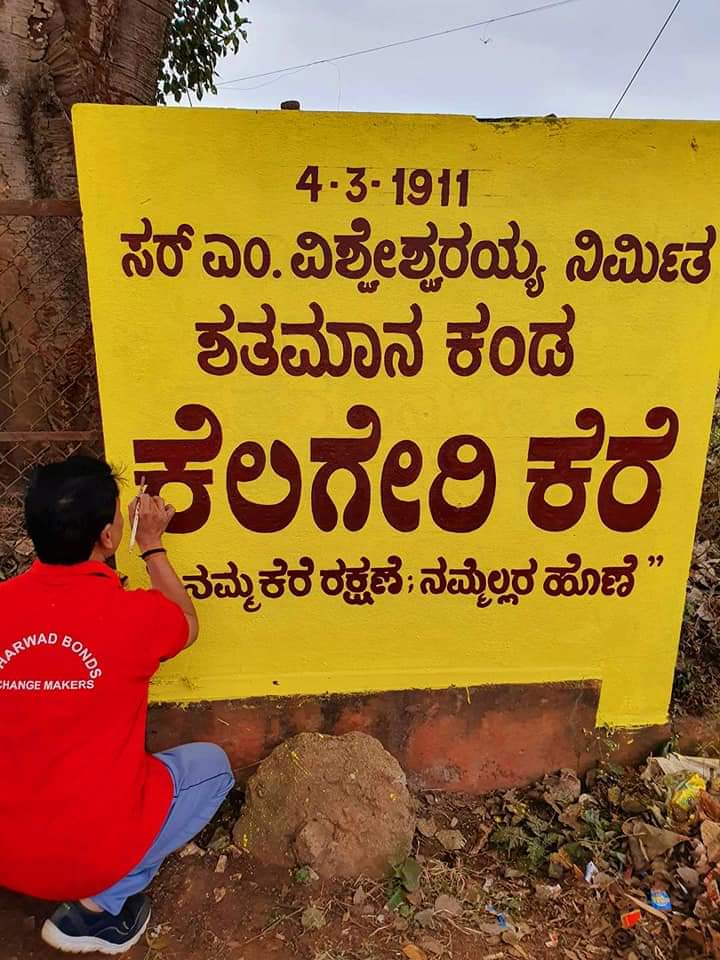 4-3-1911
ಸರ್ ಎಂ. ವಿಶ್ವೇಶ್ವರಯ್ಯ ನಿರ್ಮಿತ
ಶತಮಾನ ಕಂಡ
ಕೆಲಗೇರಿ ಕೆರೆ
ನಮ್ಮ ಕೆರೆ ರಕ್ಷಣೆ; ನಮ್ಮೆಲ್ಲರ ಹೊಣೆ"
HARWAD BONDS
CHANGE MAKERS